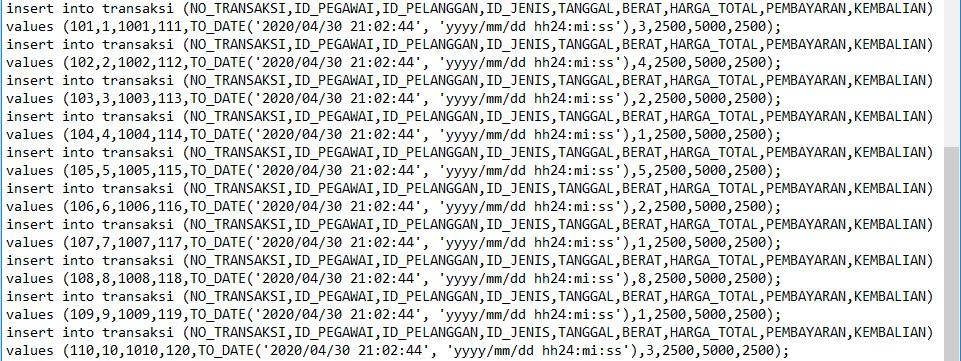 insert into transaksi (NO_TRANSAKSI,ID_PEGAWAI,ID_PELANGGAN,ID_JENIS,TANGGAL,BERAT,HARGA_TOTAL,PEMBAYARAN,KEMBALIAN)
values (101,1,1001,111,TO_DATE('2020/04/30 21:02:44', 'yyyy/mm/dd hh24:mi:ss'),3,2500,5000,2500);
insert into transaksi (NO_TRANSAKSI,ID_PEGAWAI,ID_PELANGGAN,ID_JENIS,TANGGAL,BERAT,HARGA_TOTAL,PEMBAYARAN,KEMBALIAN)
values (102,2,1002,112,TO_DATE('2020/04/30 21:02:44', 'yyyy/mm/dd hh24:mi:ss'),4,2500,5000,2500);
insert into transaksi (NO_TRANSAKSI,ID_PEGAWAI,ID_PELANGGAN,ID_JENIS,TANGGAL,BERAT,HARGA_TOTAL,PEMBAYARAN,KEMBALIAN)
values (103,3,1003,113,TO_DATE('2020/04/30 21:02:44', 'yyyy/mm/dd hh24:mi:ss'),2,2500,5000,2500);
insert into transaksi (NO_TRANSAKSI,ID_PEGAWAI,ID_PELANGGAN,ID_JENIS,TANGGAL,BERAT,HARGA_TOTAL,PEMBAYARAN,KEMBALIAN)
values (104,4,1004,114,TO_DATE('2020/04/30 21:02:44', 'yyyy/mm/dd hh24:mi:ss'),1,2500,5000,2500);
insert into transaksi (NO_TRANSAKSI,ID_PEGAWAI,ID_PELANGGAN,ID_JENIS,TANGGAL,BERAT,HARGA_TOTAL,PEMBAYARAN,KEMBALIAN)
values (105,5,1005,115,TO_DATE('2020/04/30 21:02:44', 'yyyy/mm/dd hh24:mi:ss'),5,2500,5000,2500);
insert into transaksi (NO_TRANSAKSI,ID_PEGAWAI,ID_PELANGGAN,ID_JENIS,TANGGAL,BERAT,HARGA_TOTAL,PEMBAYARAN,KEMBALIAN)
values (106,6,1006,116,TO_DATE('2020/04/30 21:02:44', 'yyyy/mm/dd hh24:mi:ss'),2,2500,5000,2500);
insert into transaksi (NO_TRANSAKSI,ID_PEGAWAI,ID_PELANGGAN,ID_JENIS,TANGGAL,BERAT,HARGA_TOTAL,PEMBAYARAN,KEMBALIAN)
values (107,7,1007,117,TO_DATE('2020/04/30 21:02:44', 'yyyy/mm/dd hh24:mi:ss'),1,2500,5000,2500);
insert into transaksi (NO_TRANSAKSI,ID_PEGAWAI,ID_PELANGGAN,ID_JENIS,TANGGAL,BERAT,HARGA_TOTAL,PEMBAYARAN,KEMBALIAN)
values (108,8,1008,118,TO_DATE('2020/04/30 21:02:44', 'yyyy/mm/dd hh24:mi:ss'),8,2500,5000,2500);
insert into transaksi (NO_TRANSAKSI,ID_PEGAWAI,ID_PELANGGAN,ID_JENIS,TANGGAL,BERAT,HARGA_TOTAL,PEMBAYARAN,KEMBALIAN)
values (109,9,1009,119,TO_DATE('2020/04/30 21:02:44', 'yyyy/mm/dd hh24:mi:ss'),1,2500,5000,2500);
insert into transaksi (NO_TRANSAKSI,ID_PEGAWAI,ID_PELANGGAN,ID_JENIS,TANGGAL,BERAT,HARGA_TOTAL,PEMBAYARAN,KEMBALIAN)
values (110,10,1010,120,TO_DATE('2020/04/30 21:02:44', 'yyyy/mm/dd hh24:mi:ss'),3,2500,5000,2500);